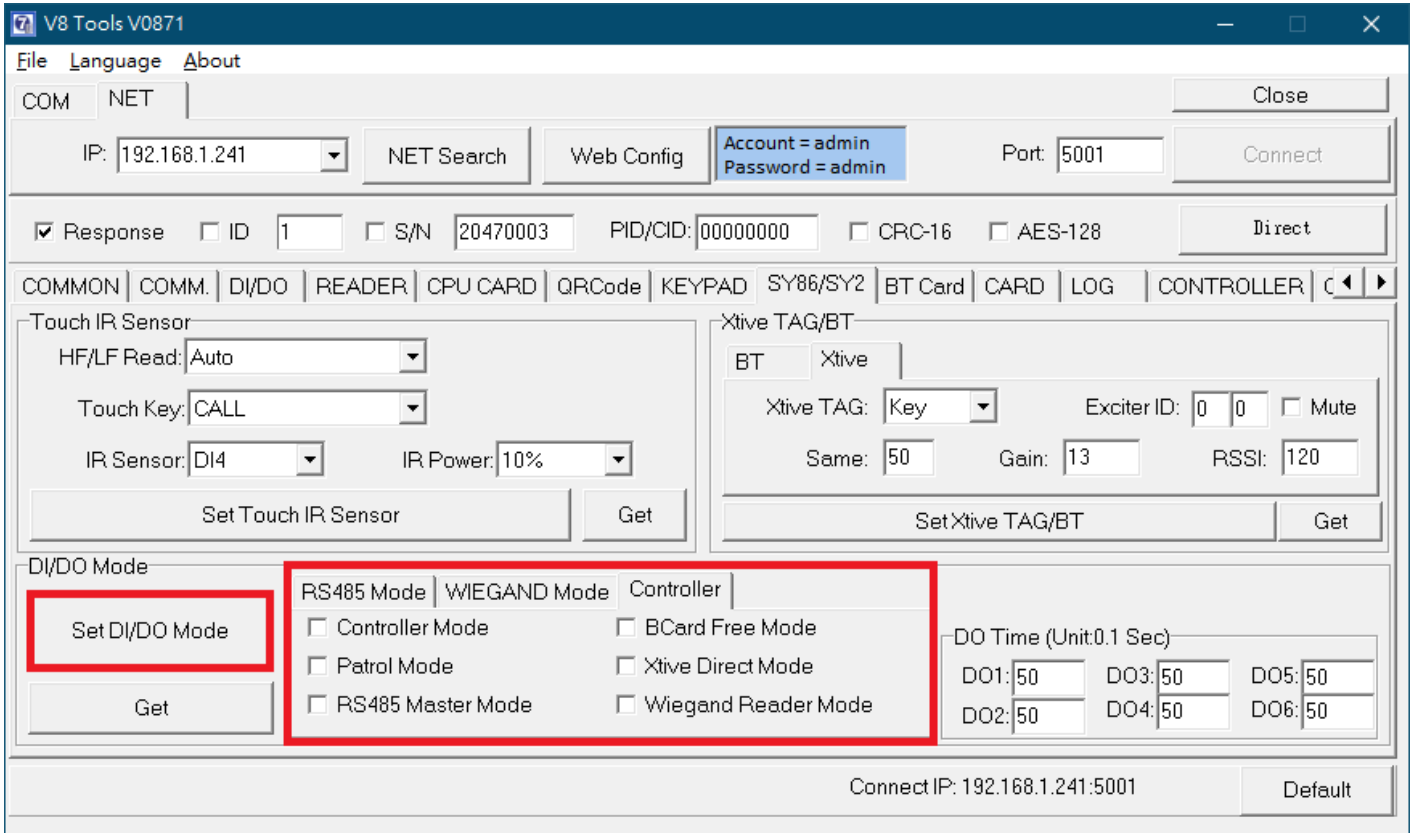 V8 Tools V0871
File Language About
COM NET Close
IP: 192.168.1.241 NET Search Web Config Account = admin Port: 5001 Connect
Password = admin
Response ID 1 S/N 20470003 PID/CID: 00000000 CRC-16 AES-128 Direct
COMMON COMM. DI/DO READER CPU CARD QRCode KEYPAD SY86/SY2 BT Card CARD LOG CONTROLLER
Touch IR Sensor
HF/LF Read: Auto
Touch Key: CALL
IR Sensor: DI4 IR Power: 10%
Set Touch IR Sensor Get
Xtive TAG/BT
BT Xtive
Xtive TAG: Key Exciter ID: 0 0 Mute
Same: 50 Gain: 13 RSSI: 120
Set Xtive TAG/BT Get
DI/DO Mode
Set DI/DO Mode
Get
RS485 Mode WIEGAND Mode Controller
Controller Mode BCard Free Mode
Patrol Mode Xtive Direct Mode
RS485 Master Mode Wiegand Reader Mode
DO Time (Unit:0.1 Sec)
DO1: 50 DO3: 50 DO5: 50
DO2: 50 DO4: 50 DO6: 50
Connect IP: 192.168.1.241:5001 Default